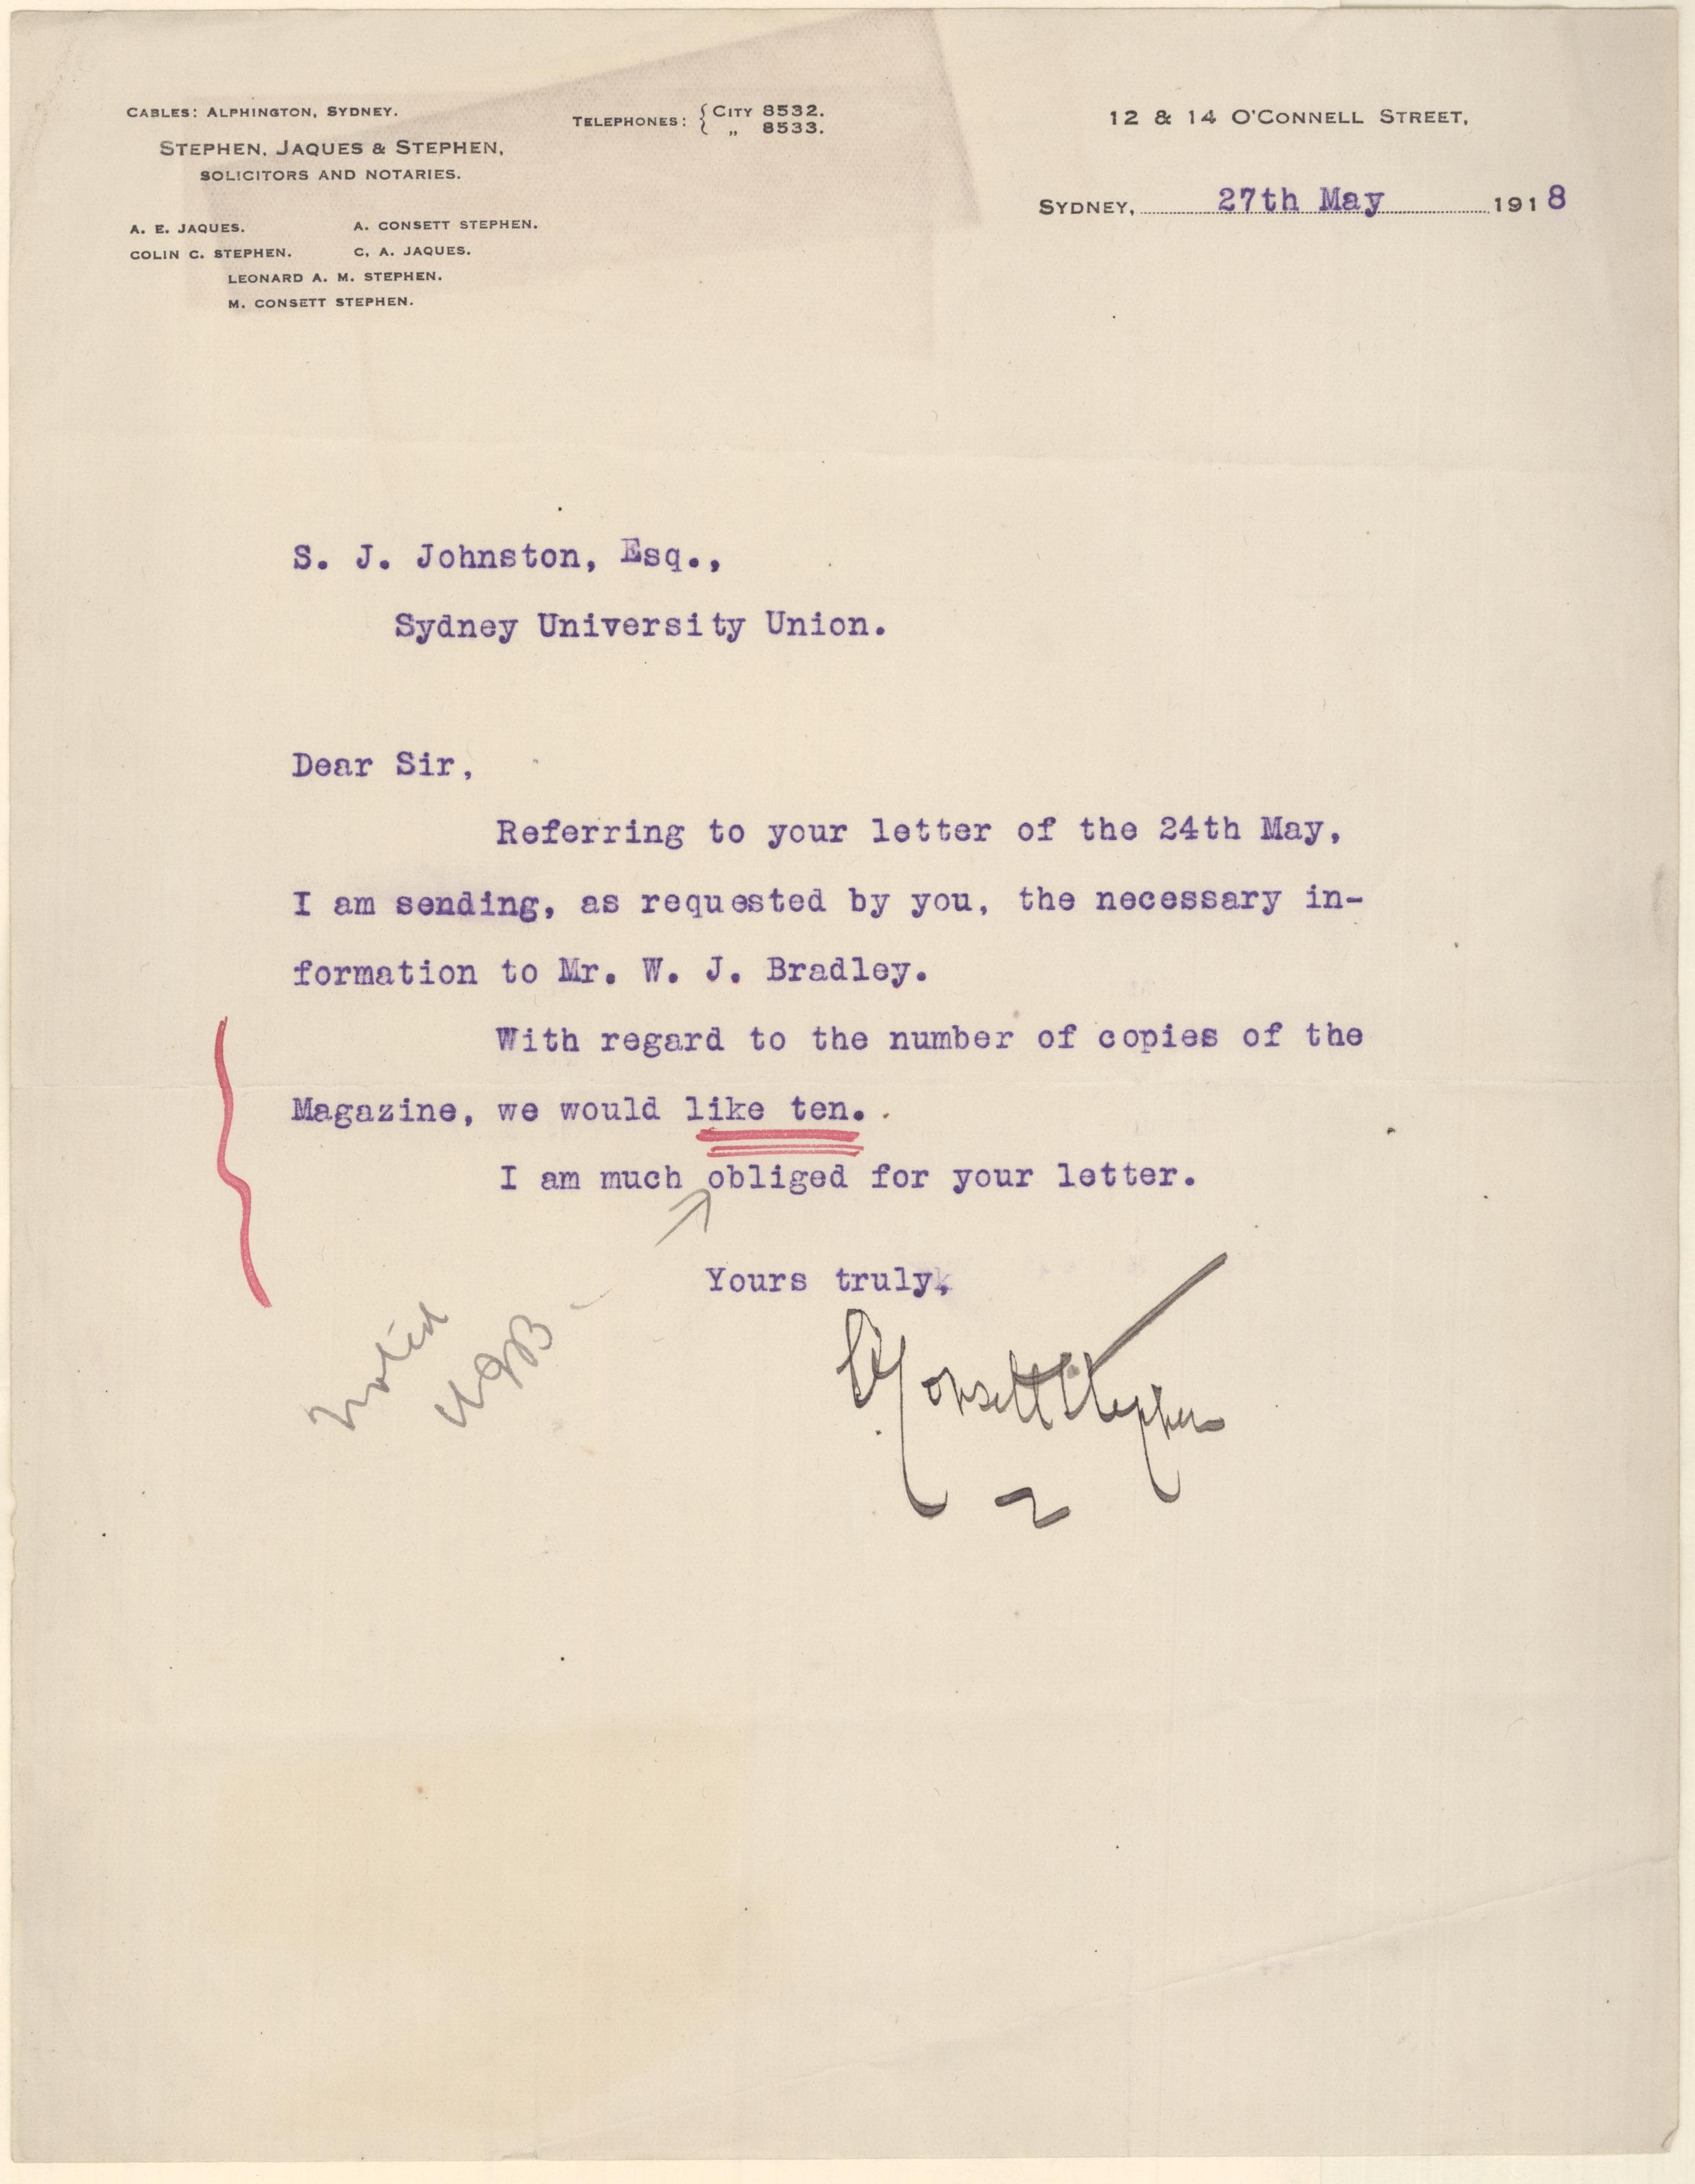 CABLES: ALPHINGTON, SYDNEY.
STEPHEN, JAQUES & STEPHEN,
SOLICITORS AND NOTARIES.
TELEPHONES: { CITY 8532.
„ 8533.
12 & 14 O'CONNELL STREET,
SYDNEY, 27th May 1918
A. E. JAQUES. A. CONSETT STEPHEN.
COLIN C. STEPHEN. C. A. JAQUES.
LEONARD A. M. STEPHEN.
M. CONSETT STEPHEN.
S. J. Johnston, Esq.,
Sydney University Union.
Dear Sir,
Referring to your letter of the 24th May,
I am sending, as requested by you, the necessary in-
formation to Mr. W. J. Bradley.
With regard to the number of copies of the
Magazine, we would like ten.
I am much obliged for your letter.
Yours truly,
A Consett Stephen
Noted
WJB